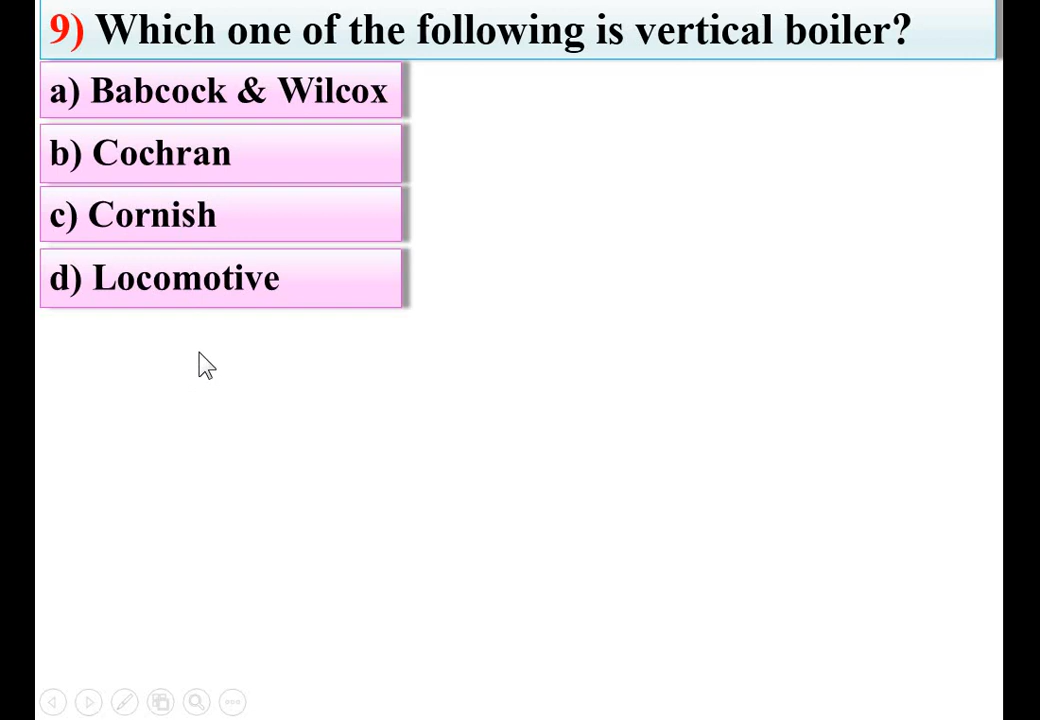 9) Which one of the following is vertical boiler?
a) Babcock & Wilcox
b) Cochran
c) Cornish
d) Locomotive